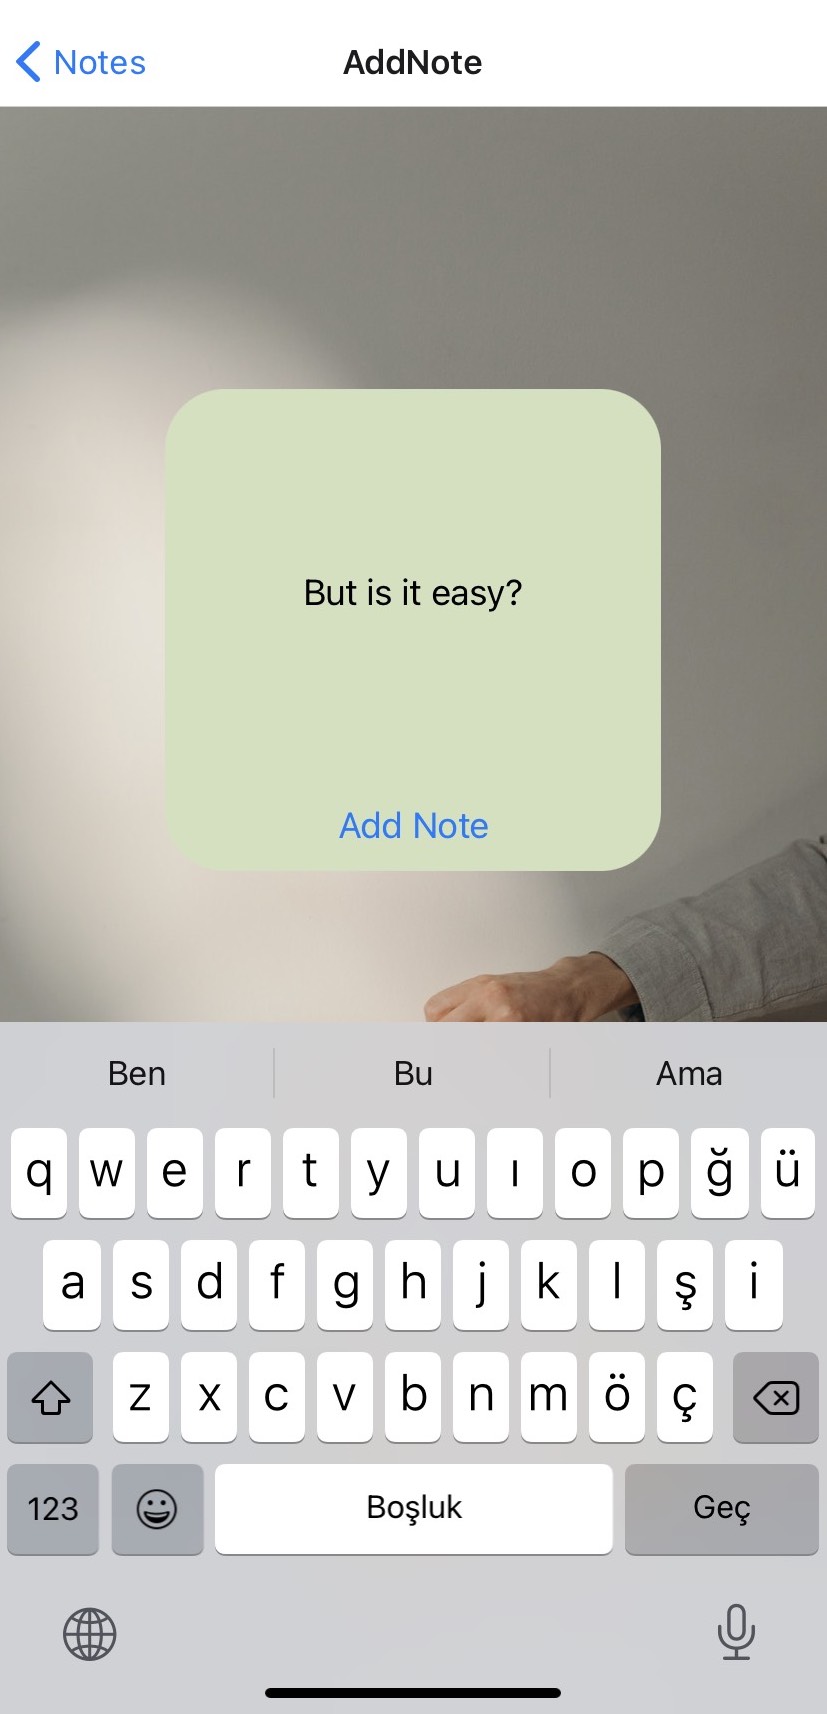 Notes AddNote
But is it easy?
Add Note
Ben Bu Ama
q w e r t y u ı o p ğ ü
a s d f g h j k l ş i
z x c v b n m ö ç
123 Boşluk Geç